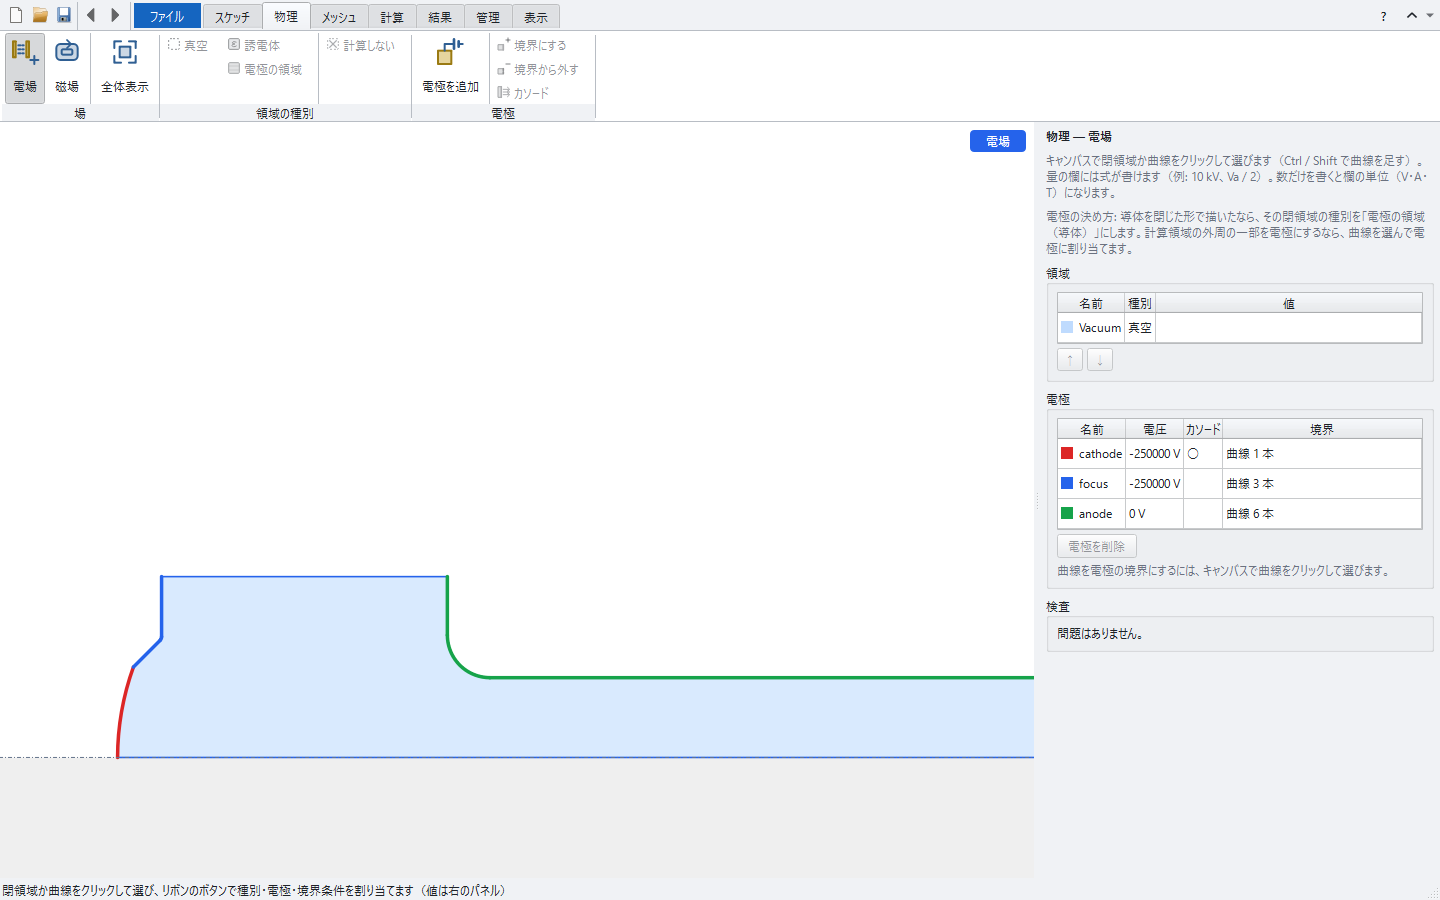 ファイル スケッチ 物理 メッシュ 計算 結果 管理 表示 ?
電場 磁場 全体表示
場
真空 誘電体 電極の領域 計算しない
領域の種別
電極を追加 境界にする 境界から外す カソード
電極
電場
物理 — 電場
キャンバスで閉領域か曲線をクリックして選びます（Ctrl / Shift で曲線を足す）。
量の欄には式が書けます（例: 10 kV、Va / 2）。数だけを書くと欄の単位（V・A・
T）になります。
電極の決め方: 導体を閉じた形で描いたなら、その閉領域の種別を「電極の領域
（導体）」にします。計算領域の外周の一部を電極にするなら、曲線を選んで電
極に割り当てます。
領域
名前 種別 値
Vacuum 真空
↑ ↓
電極
名前 電圧 カソード 境界
cathode -250000 V ○ 曲線 1 本
focus -250000 V 曲線 3 本
anode 0 V 曲線 6 本
電極を削除
曲線を電極の境界にするには、キャンバスで曲線をクリックして選びます。
検査
問題はありません。
閉領域か曲線をクリックして選び、リボンのボタンで種別・電極・境界条件を割り当てます（値は右のパネル）